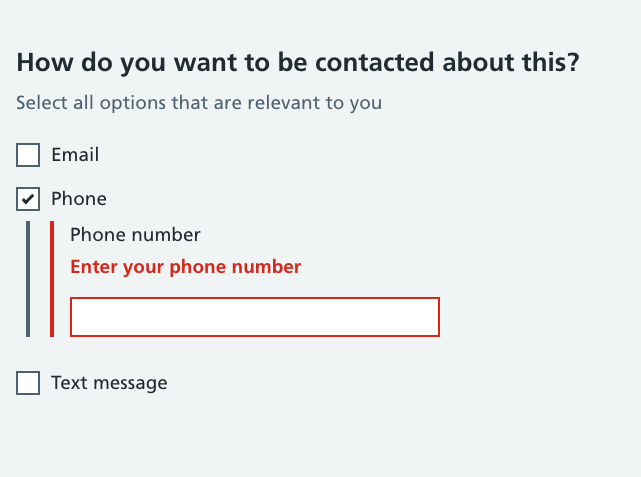 How do you want to be contacted about this?
Select all options that are relevant to you
Email
Phone
Phone number
Enter your phone number
Text message